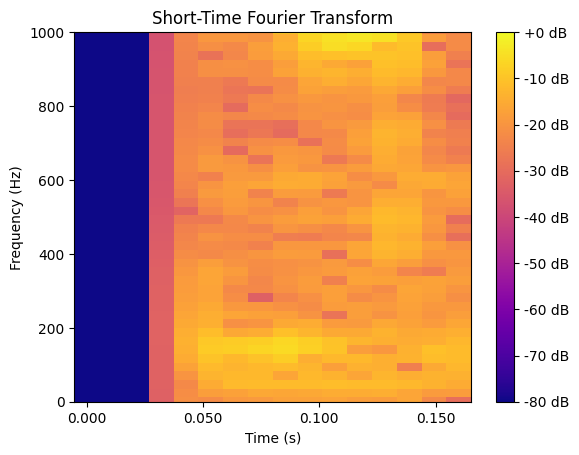 Short-Time Fourier Transform
1000
800
600
400
200
0
Frequency (Hz)
0.000
0.050
0.100
0.150
Time (s)
+0 dB
-10 dB
-20 dB
-30 dB
-40 dB
-50 dB
-60 dB
-70 dB
-80 dB